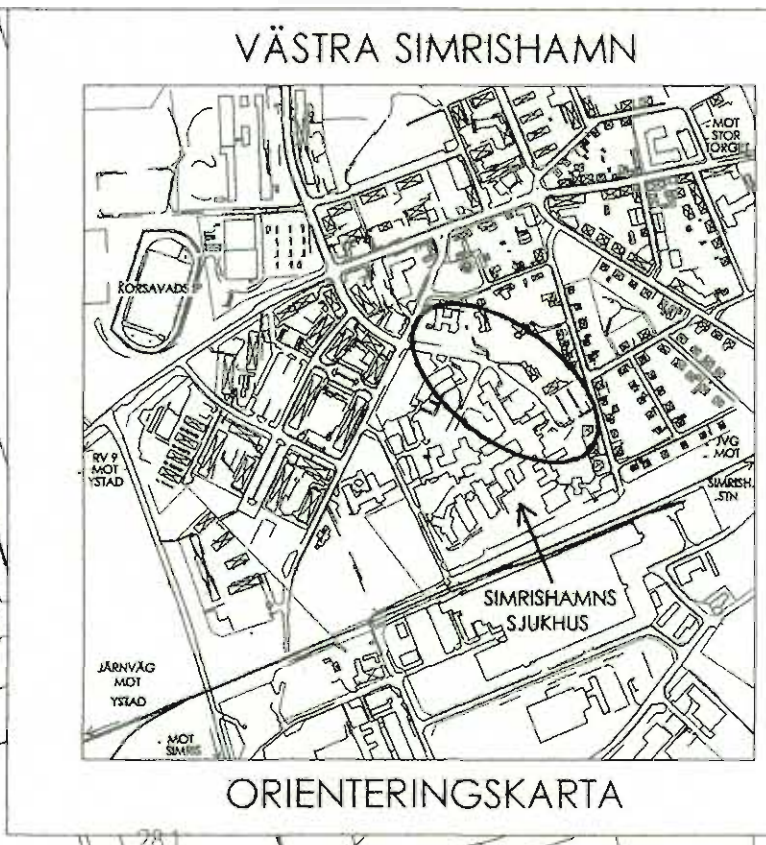 VÄSTRA SIMRISHAMN
MOT
STOR
TORGET
KORSAVADS IP
RV 9
MOT
YSTAD
JVG
MOT
SIMRISH.
STN
SIMRISHAMNS
SJUKHUS
JÄRNVÄG
MOT
YSTAD
MOT
SIMRIS
ORIENTERINGSKARTA
281